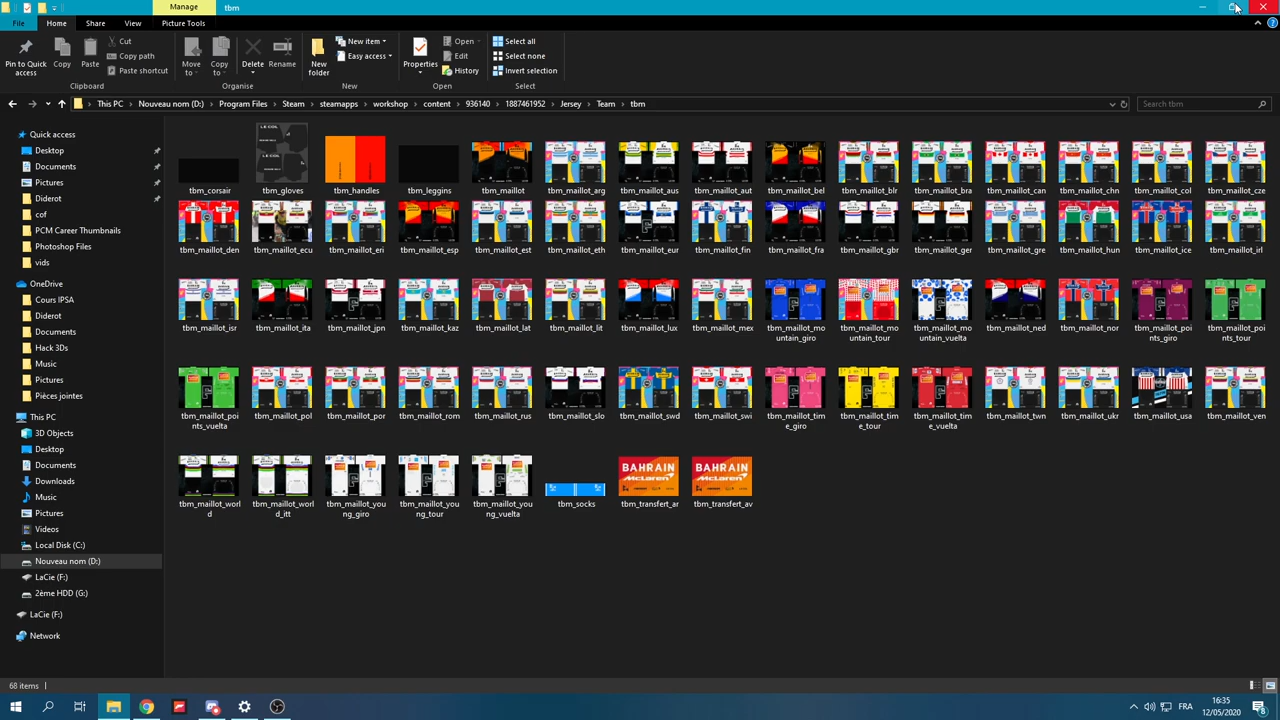 Manage
tbm
File
Home
Share
View
Picture Tools
Pin to Quick access
Copy
Paste
Cut
Copy path
Paste shortcut
Clipboard
Move to
Copy to
Delete
Rename
Organise
New folder
New item
Easy access
New
Properties
Open
Edit
History
Open
Select all
Select none
Invert selection
Select
This PC
Nouveau nom (D:)
Program Files
Steam
steamapps
workshop
content
936140
1887461952
Jersey
Team
tbm
Search tbm
Quick access
Desktop
Documents
Pictures
Diderot
cof
PCM Career Thumbnails
Photoshop Files
vids
OneDrive
Cours IPSA
Diderot
Documents
Hack 3Ds
Music
Pictures
Pièces jointes
This PC
3D Objects
Desktop
Documents
Downloads
Music
Pictures
Videos
Local Disk (C:)
Nouveau nom (D:)
LaCie (F:)
2ème HDD (G:)
LaCie (F:)
Network
LE COL
LE COL
tbm_corsair
tbm_gloves
tbm_handles
tbm_leggins
tbm_maillot
tbm_maillot_arg
tbm_maillot_aus
tbm_maillot_aut
tbm_maillot_bel
tbm_maillot_blr
tbm_maillot_bra
tbm_maillot_can
tbm_maillot_chn
tbm_maillot_col
tbm_maillot_cze
tbm_maillot_den
tbm_maillot_ecu
tbm_maillot_eri
tbm_maillot_esp
tbm_maillot_est
tbm_maillot_eth
tbm_maillot_eur
tbm_maillot_fin
tbm_maillot_fra
tbm_maillot_gbr
tbm_maillot_ger
tbm_maillot_gre
tbm_maillot_hun
tbm_maillot_ice
tbm_maillot_irl
tbm_maillot_isr
tbm_maillot_ita
tbm_maillot_jpn
tbm_maillot_kaz
tbm_maillot_lat
tbm_maillot_lit
tbm_maillot_lux
tbm_maillot_mex
tbm_maillot_mo
untain_giro
tbm_maillot_mo
untain_tour
tbm_maillot_mo
untain_vuelta
tbm_maillot_ned
tbm_maillot_nor
tbm_maillot_poi
nts_giro
tbm_maillot_poi
nts_tour
tbm_maillot_poi
nts_vuelta
tbm_maillot_pol
tbm_maillot_por
tbm_maillot_rom
tbm_maillot_rus
tbm_maillot_slo
tbm_maillot_swd
tbm_maillot_swi
tbm_maillot_tim
e_giro
tbm_maillot_tim
e_tour
tbm_maillot_tim
e_vuelta
tbm_maillot_twn
tbm_maillot_ukr
tbm_maillot_usa
tbm_maillot_ven
BAHRAIN
McLaren
BAHRAIN
McLaren
tbm_maillot_worl
d
tbm_maillot_worl
d_itt
tbm_maillot_you
ng_giro
tbm_maillot_you
ng_tour
tbm_maillot_you
ng_vuelta
tbm_socks
tbm_transfert_ar
tbm_transfert_av
68 items
FRA
16:35
12/05/2020
8